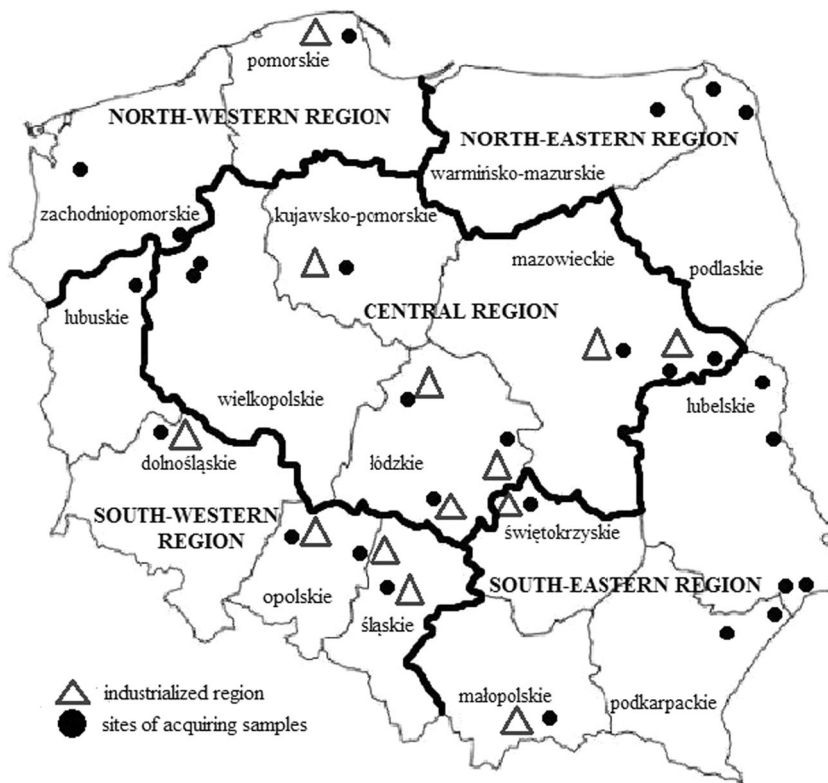 pomorskie
NORTH-WESTERN REGION
NORTH-EASTERN REGION
warmińsko-mazurskie
zachodniopomorskie
kujawsko-pomorskie
mazowieckie
podlaskie
lubuskie
CENTRAL REGION
wielkopolskie
lubelskie
dolnośląskie
łódzkie
SOUTH-WESTERN
REGION
świętokrzyskie
opolskie
SOUTH-EASTERN REGION
śląskie
małopolskie
podkarpackie
industrialized region
sites of acquiring samples